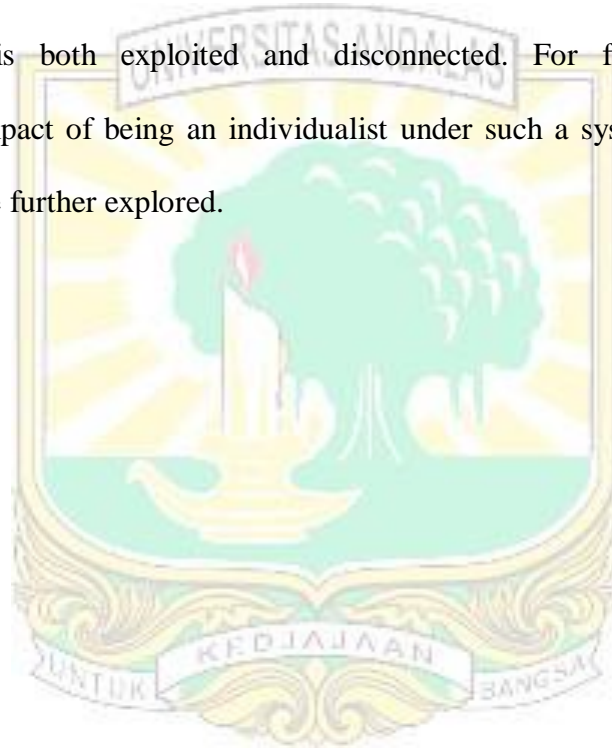 is both exploited and disconnected. For f
UNIVERSITAS ANDALAS
pact of being an individualist under such a sys
further explored.
UNTUK KEDJAJAAN BANGSA